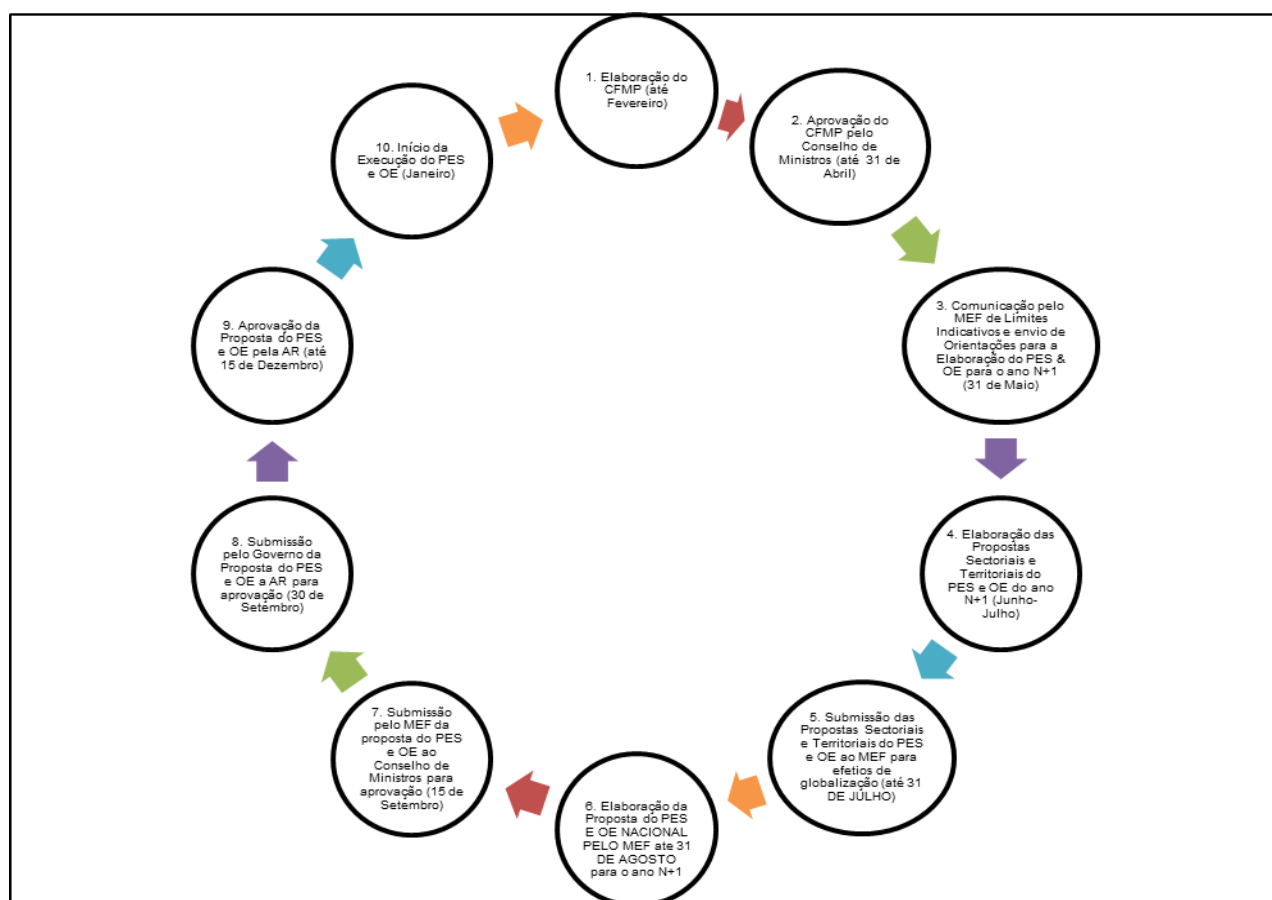 1. Elaboração do
CFMP (até
Fevereiro)
2. Aprovação do
CFMP pelo
Conselho de
Ministros (até 31 de
Abril)
3. Comunicação pelo
MEF de Limites
Indicativos e envio de
Orientações para a
Elaboração do PES &
OE para o ano N+1
(31 de Maio)
4. Elaboração das
Propostas
Sectoriais e
Territoriais do
PES e OE do ano
N+1 (Junho-
Julho)
5. Submissão das
Propostas Sectoriais
e Territoriais do PES
e OE ao MEF para
efetios de
globalização (até 31
DE JULHO)
6. Elaboração da
Proposta do PES
E OE NACIONAL
PELO MEF ate 31
DE AGOSTO
para o ano N+1
7. Submissão
pelo MEF da
proposta do PES
e OE ao
Conselho de
Ministros para
aprovação (15 de
Setembro)
8. Submissão
pelo Governo da
Proposta do PES
e OE a AR para
aprovação (30 de
Setembro)
9. Aprovação da
Proposta do PES
e OE pela AR (até
15 de Dezembro)
10. Início da
Execução do PES
e OE (Janeiro)